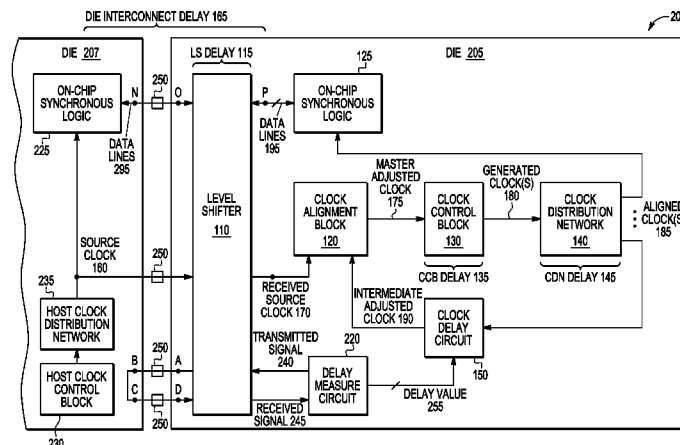 DIE INTERCONNECT DELAY 165
20
DIE 207
LS DELAY 115
DIE 205
125
250
ON-CHIP
SYNCHRONOUS
LOGIC
N
O
P
ON-CHIP
SYNCHRONOUS
LOGIC
225
DATA
LINES
295
DATA
LINES 195
MASTER
ADJUSTED
CLOCK
175
GENERATED
CLOCK(S)
180
LEVEL
SHIFTER
110
CLOCK
ALIGNMENT
BLOCK
120
CLOCK
CONTROL
BLOCK
130
CLOCK
DISTRIBUTION
NETWORK
140
ALIGNED
CLOCK(S
185
SOURCE
CLOCK
160
250
CCB DELAY 135
CDN DELAY 145
235
RECEIVED
SOURCE
CLOCK 170
INTERMEDIATE
ADJUSTED
CLOCK 190
HOST CLOCK
DISTRIBUTION
NETWORK
250
TRANSMITTED
SIGNAL
240
220
CLOCK
DELAY
CIRCUIT
B
A
150
HOST CLOCK
CONTROL
BLOCK
C
D
DELAY
MEASURE
CIRCUIT
DELAY VALUE
255
230
250
RECEIVED
SIGNAL 245